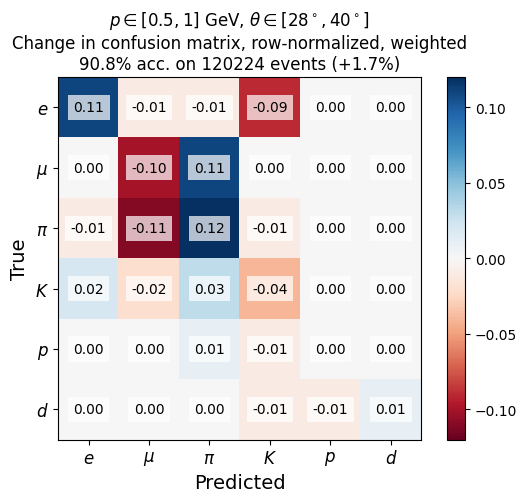 p ∈ [0.5, 1] GeV, θ ∈ [28°, 40°]
Change in confusion matrix, row-normalized, weighted
90.8% acc. on 120224 events (+1.7%)
e 0.11 -0.01 -0.01 -0.09 0.00 0.00
μ 0.00 -0.10 0.11 0.00 0.00 0.00
π -0.01 -0.11 0.12 -0.01 0.00 0.00
K 0.02 -0.02 0.03 -0.04 0.00 0.00
p 0.00 0.00 0.01 -0.01 0.00 0.00
d 0.00 0.00 0.00 -0.01 -0.01 0.01
e μ π K p d
Predicted
True
0.10
0.05
0.00
−0.05
−0.10